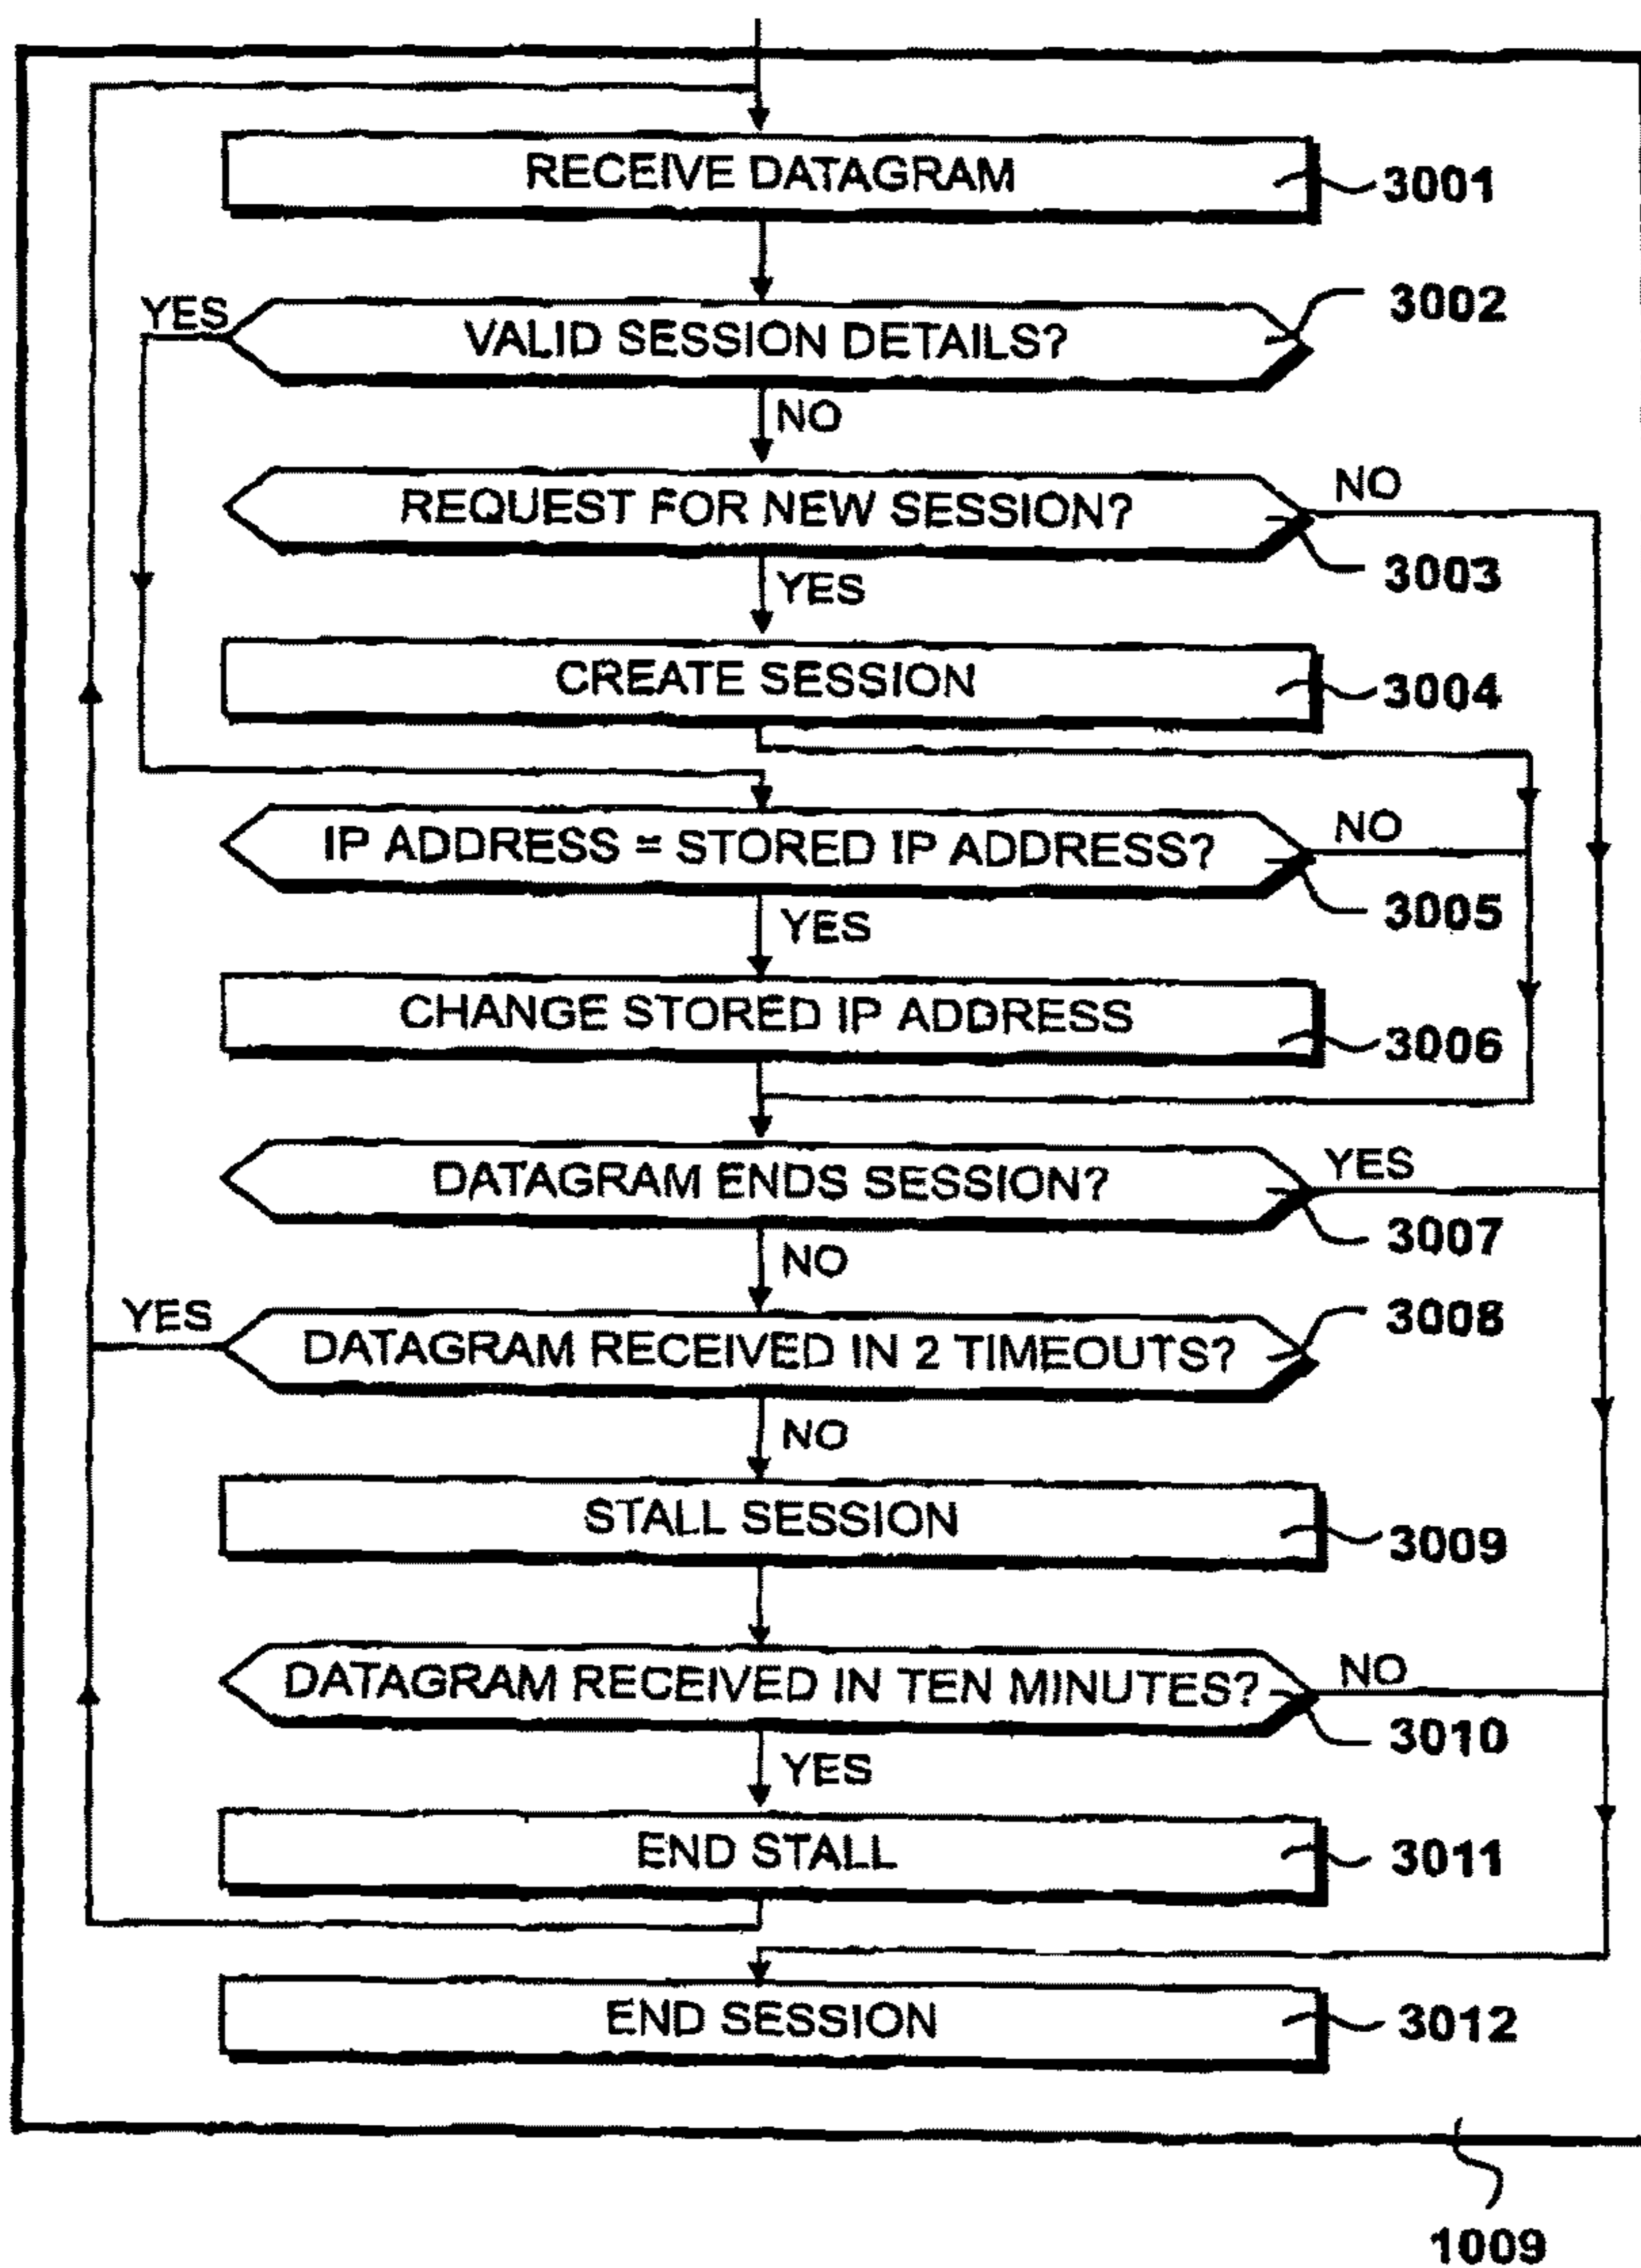 RECEIVE DATAGRAM
3001
YES
VALID SESSION DETAILS?
3002
NO
REQUEST FOR NEW SESSION?
NO
3003
YES
CREATE SESSION
3004
IP ADDRESS = STORED IP ADDRESS?
NO
3005
YES
CHANGE STORED IP ADDRESS
3006
DATAGRAM ENDS SESSION?
YES
3007
NO
YES
DATAGRAM RECEIVED IN 2 TIMEOUTS?
3008
NO
STALL SESSION
3009
DATAGRAM RECEIVED IN TEN MINUTES?
NO
3010
YES
END STALL
3011
END SESSION
3012
1009